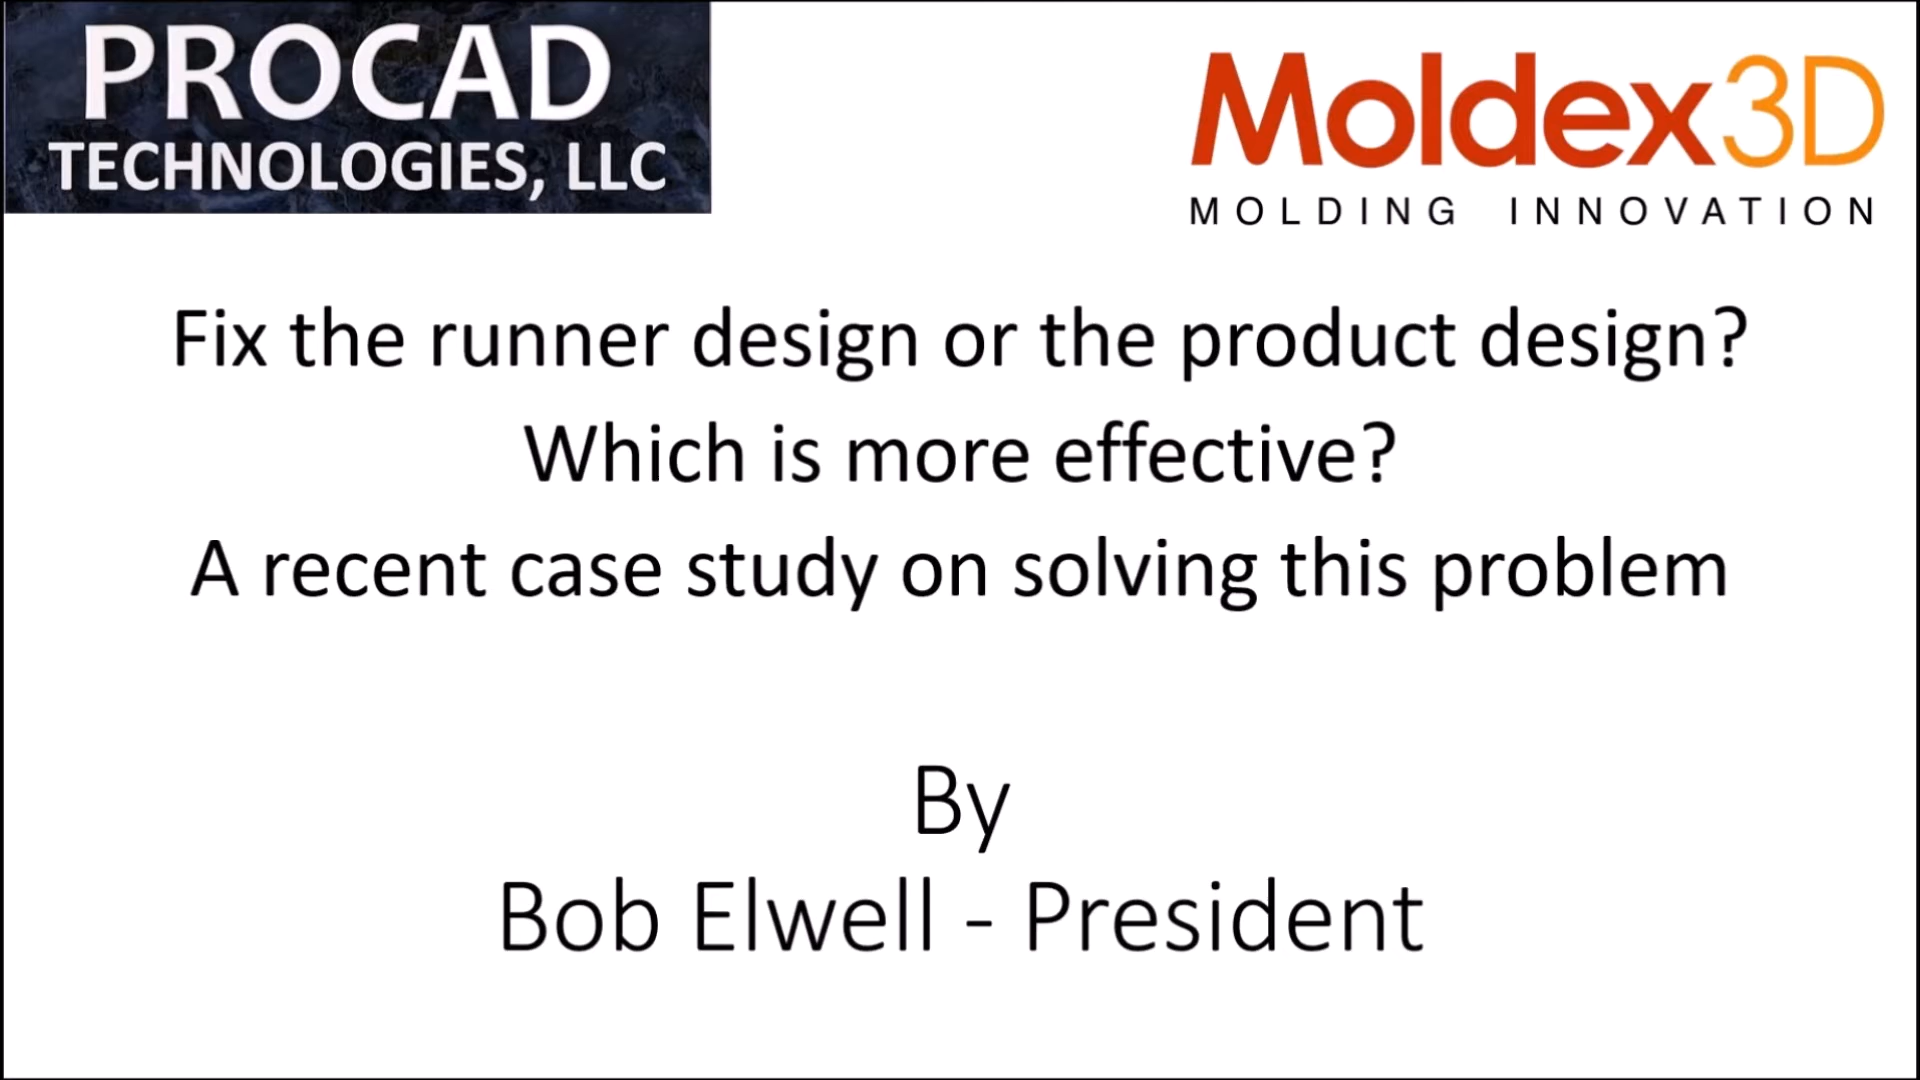 PROCAD
TECHNOLOGIES, LLC
Moldex3D
MOLDING INNOVATION
Fix the runner design or the product design?
Which is more effective?
A recent case study on solving this problem
By
Bob Elwell - President